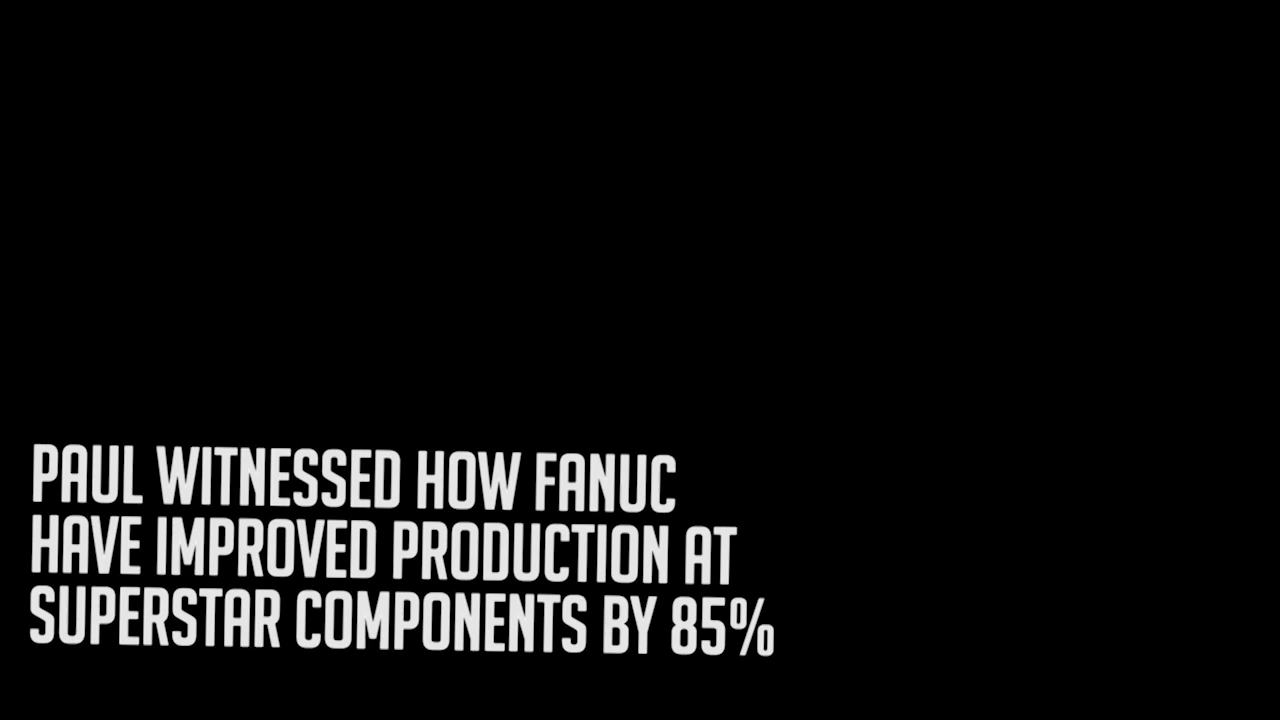 PAUL WITNESSED HOW FANUC
HAVE IMPROVED PRODUCTION AT
SUPERSTAR COMPONENTS BY 85%